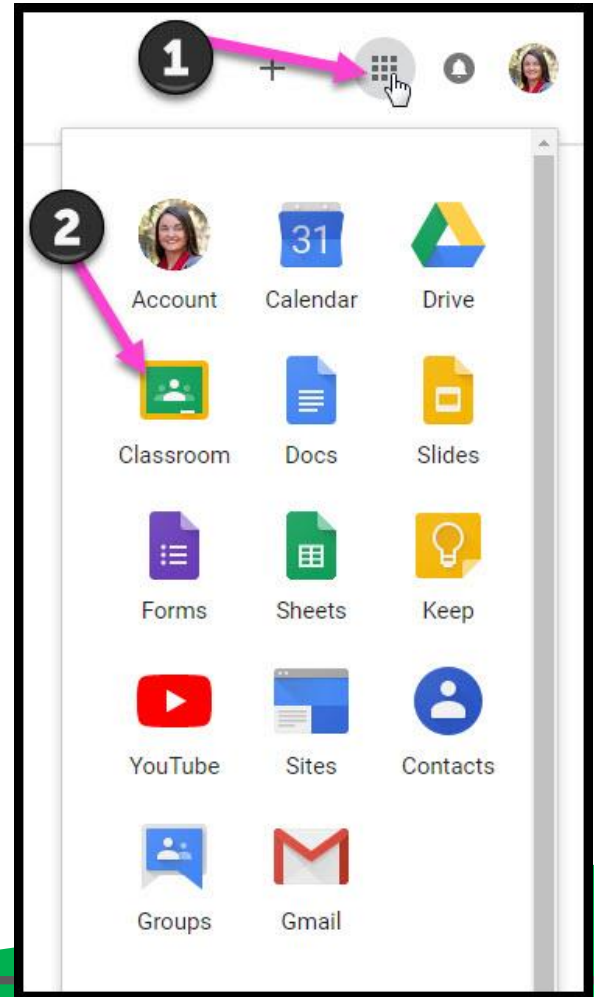 1
2
31
Account Calendar Drive
Classroom Docs Slides
Forms Sheets Keep
YouTube Sites Contacts
Groups Gmail